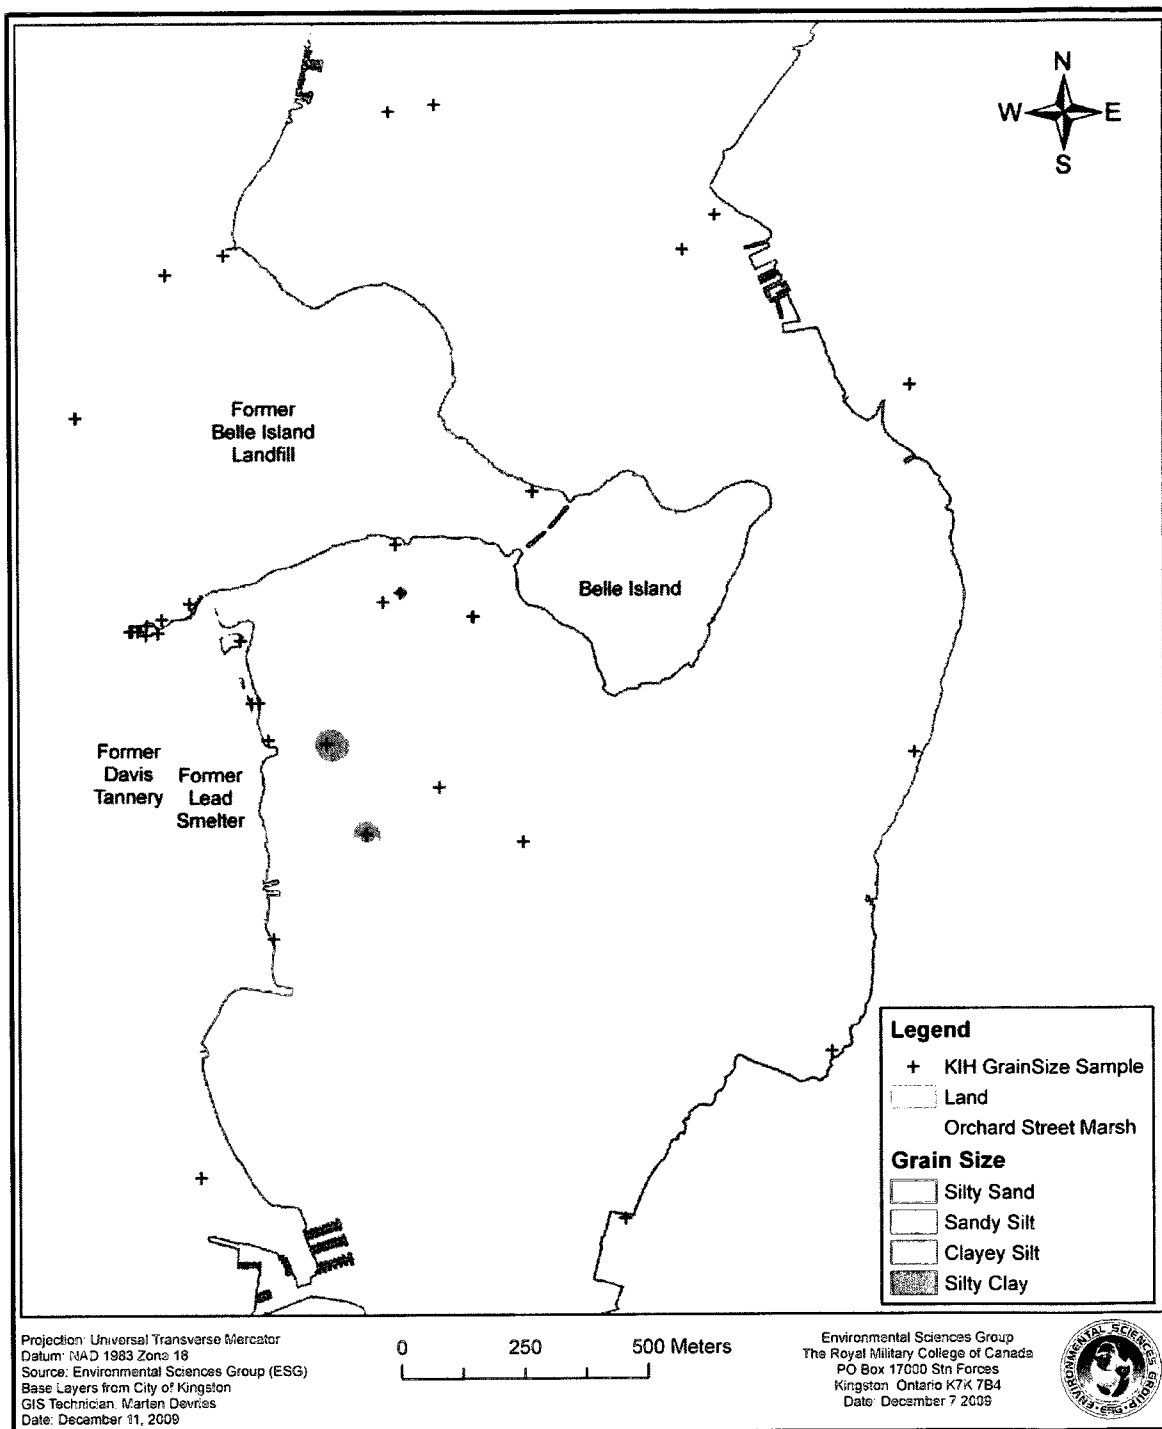 N
W E
S
Former
Belle Island
Landfill
Belle Island
Former
Davis
Tannery
Former
Lead
Smelter
Legend
KIH GrainSize Sample
Land
Orchard Street Marsh
Grain Size
Silty Sand
Sandy Silt
Clayey Silt
Silty Clay
Projection: Universal Transverse Mercator
Datum: NAD 1983 Zone 18
Source: Environmental Sciences Group (ESG)
Base Layers from City of Kingston
GIS Technician: Marten Devries
Date: December 11, 2009
0 250 500 Meters
Environmental Sciences Group
The Royal Military College of Canada
PO Box 17000 Stn Forces
Kingston Ontario K7K 7B4
Date December 7 2009
ENVIRONMENTAL SCIENCES GROUP
ESG